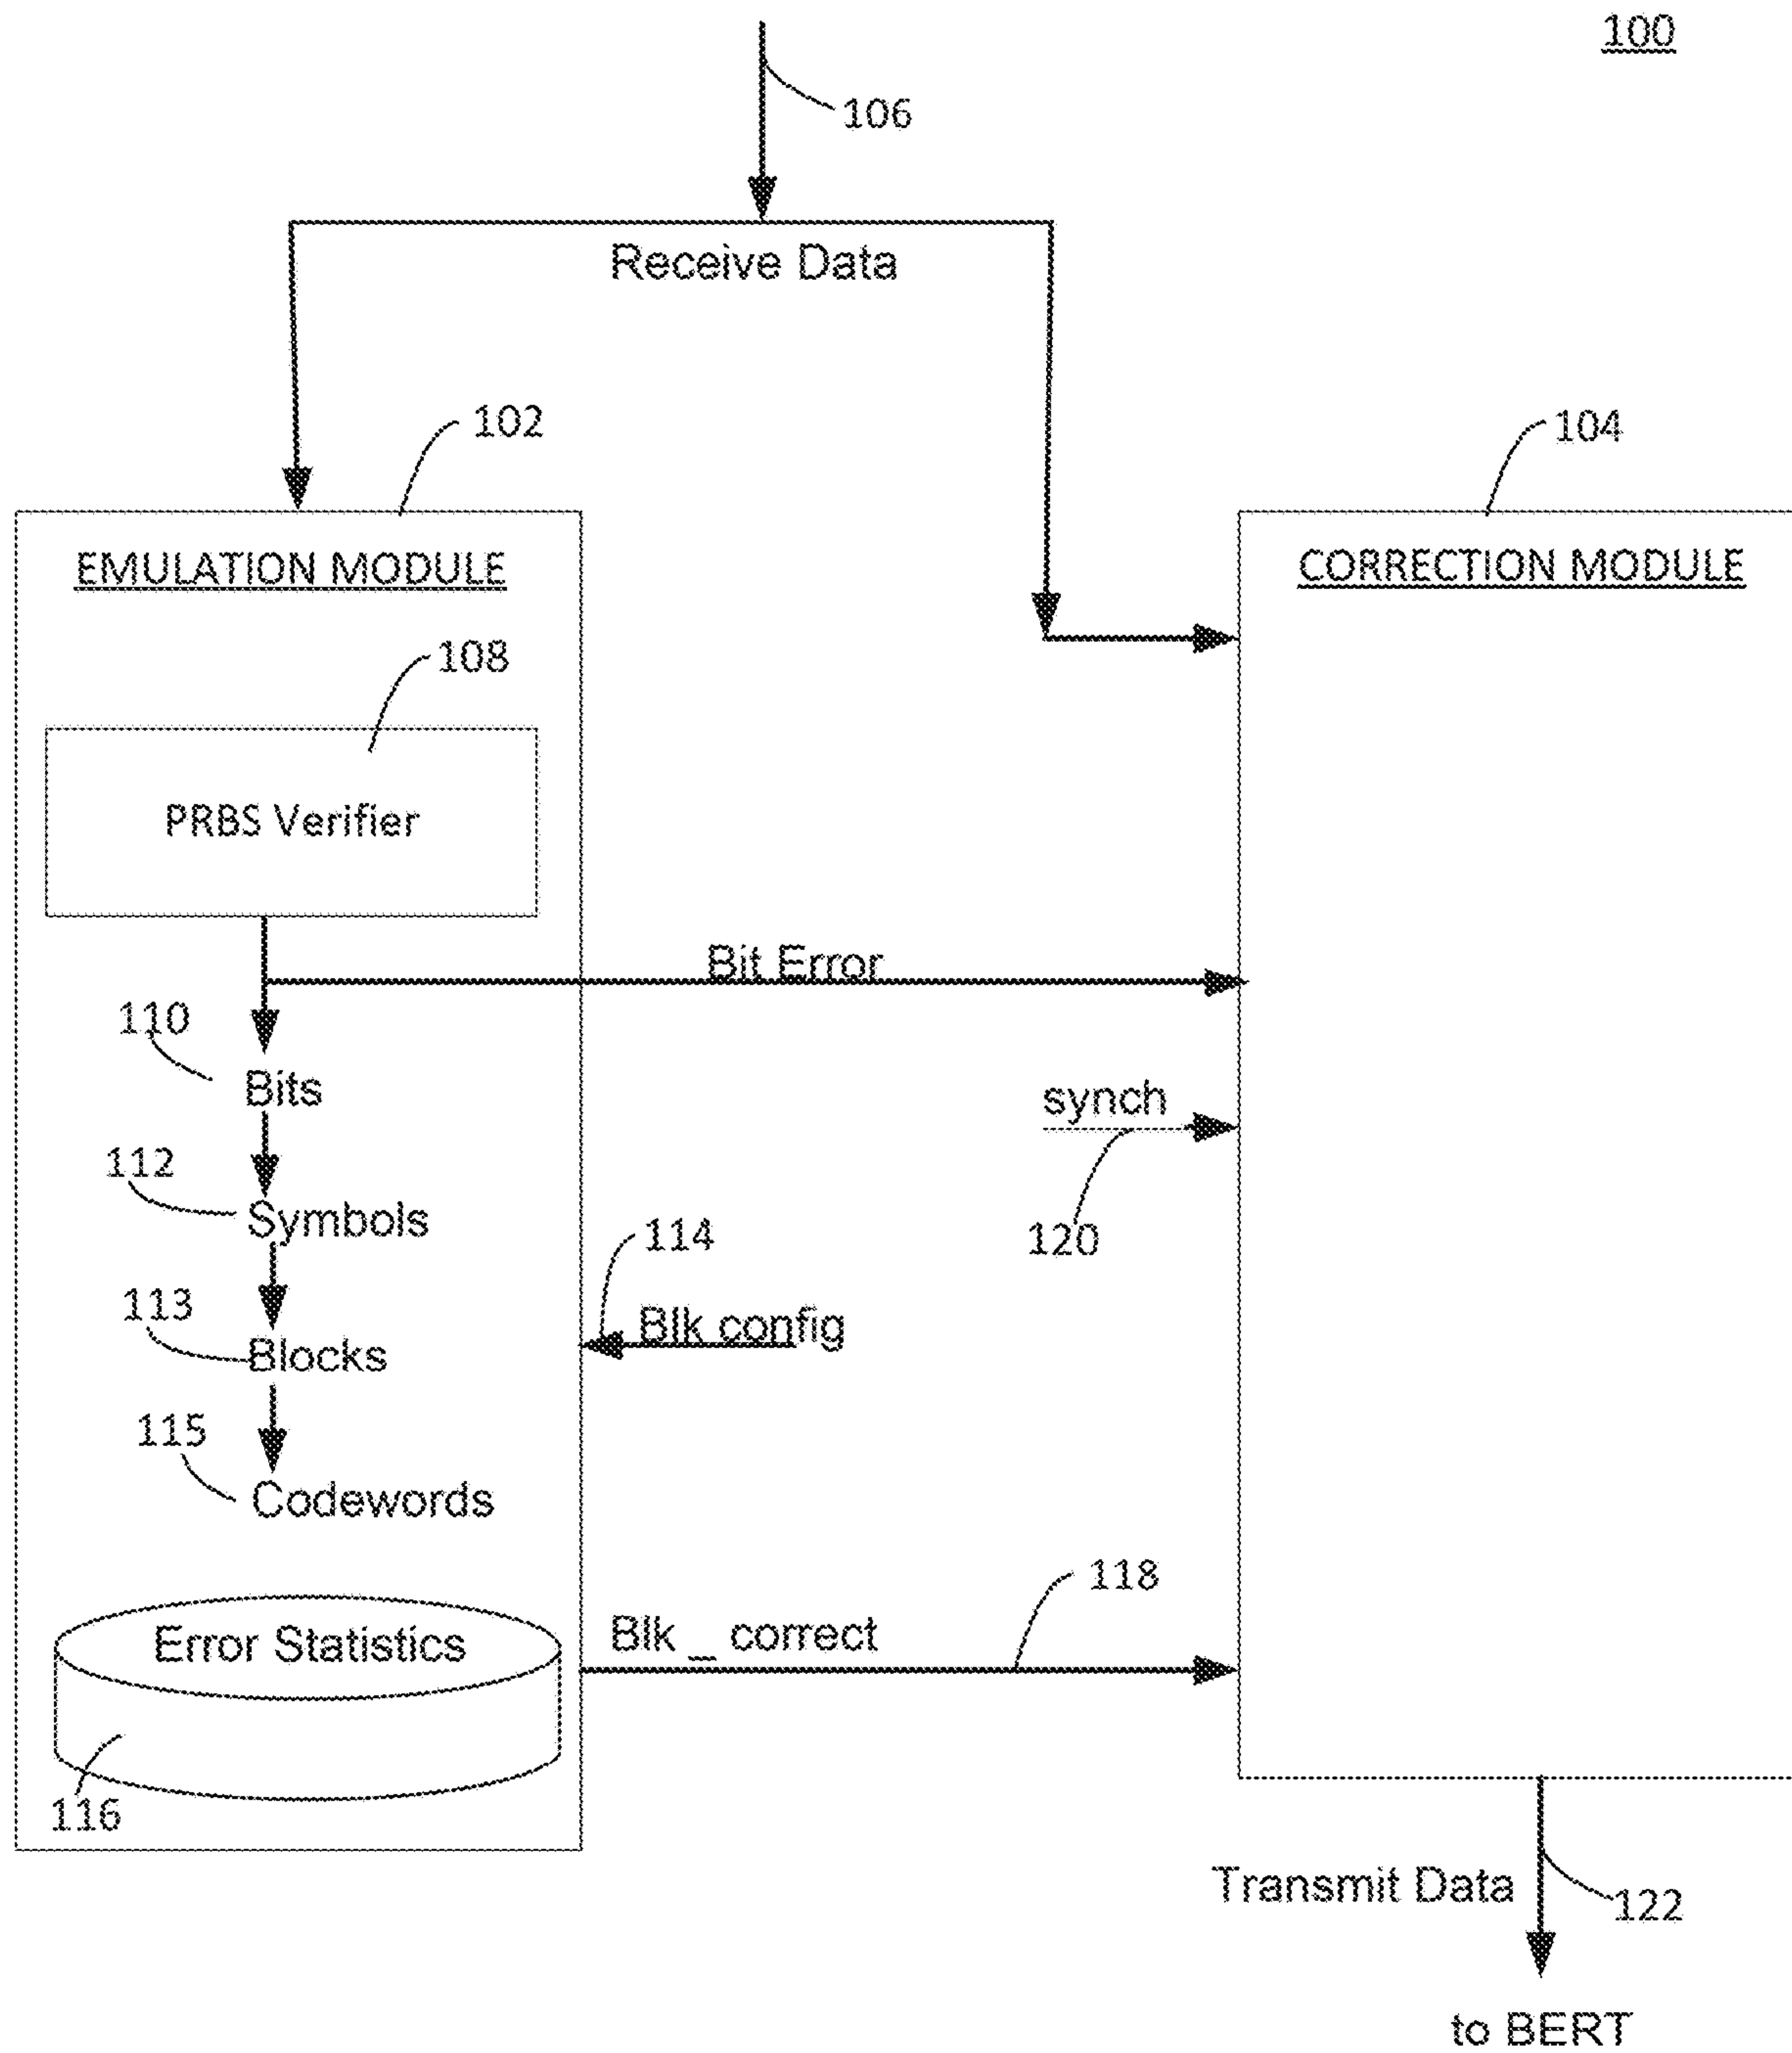 100
106
Receive Data
102
104
EMULATION MODULE
CORRECTION MODULE
108
PRBS Verifier
Bit Error
110
Bits
synch
112
Symbols
114
120
113
Blk config
Blocks
115
Codewords
118
Error Statistics
Blk _ correct
116
Transmit Data
122
to BERT